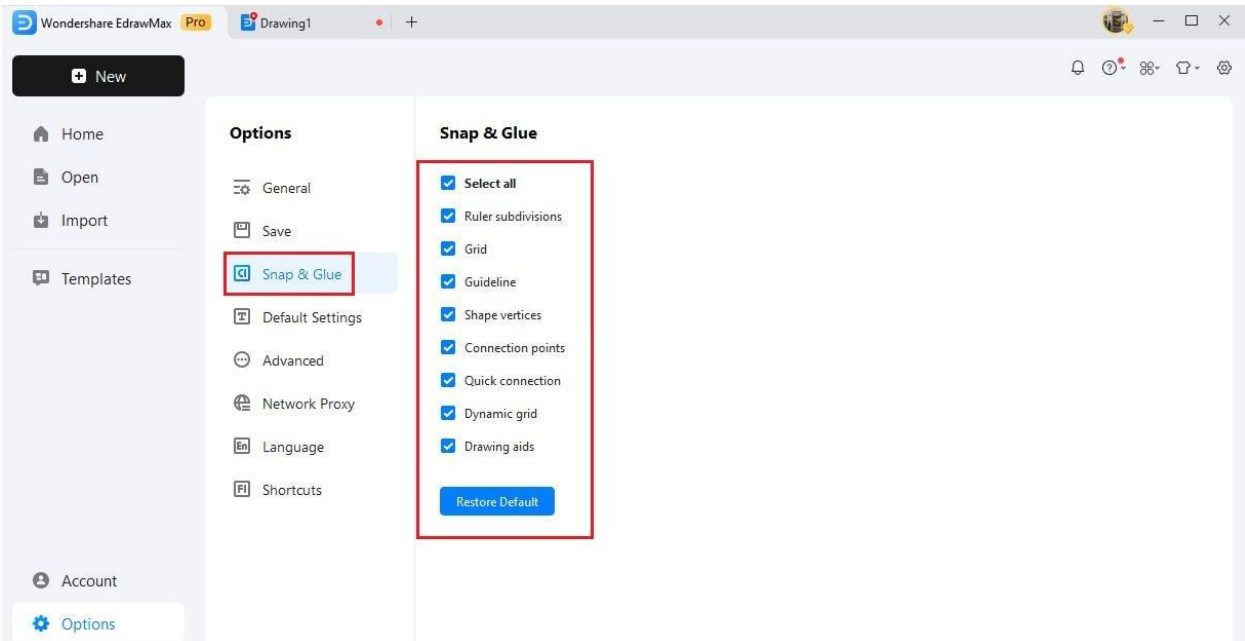 Wondershare EdrawMax Pro
Drawing1
New
Home
Open
Import
Templates
Account
Options
Options
General
Save
Snap & Glue
Default Settings
Advanced
Network Proxy
Language
Shortcuts
Snap & Glue
Select all
Ruler subdivisions
Grid
Guideline
Shape vertices
Connection points
Quick connection
Dynamic grid
Drawing aids
Restore Default